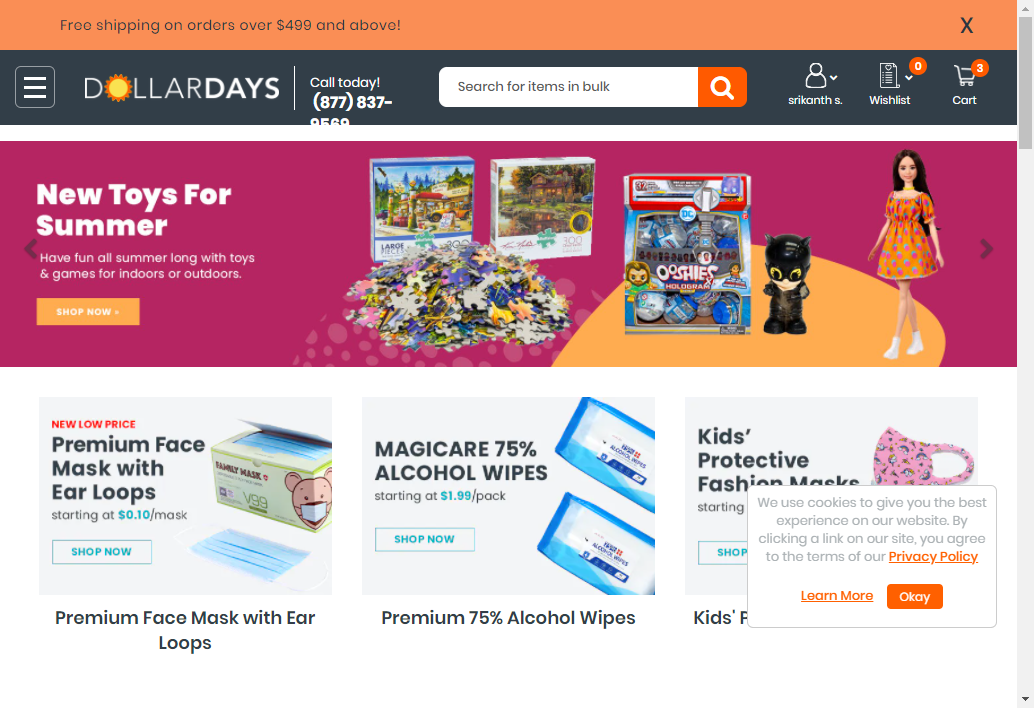 Free shipping on orders over $499 and above!
X
DOLLARDAYS
Call today!
(877) 837-
9569
Search for items in bulk
srikanth s.
0
Wishlist
3
Cart
New Toys For
Summer
Have fun all summer long with toys
& games for indoors or outdoors.
SHOP NOW »
LARGE
PIECES
300
300
DC
OOSHIES
HOLOGRAM
NEW LOW PRICE
Premium Face
Mask with
Ear Loops
starting at $0.10/mask
SHOP NOW
FAMILY MASK
V99
Premium Face Mask with Ear
Loops
MAGICARE 75%
ALCOHOL WIPES
starting at $1.99/pack
SHOP NOW
ALCOHOL WIPES
ALCOHOL WIPES
Premium 75% Alcohol Wipes
Kids’
Protective
Fashion Masks
starting
SHOP
Kids'
We use cookies to give you the best
experience on our website. By
clicking a link on our site, you agree
to the terms of our Privacy Policy
Learn More
Okay